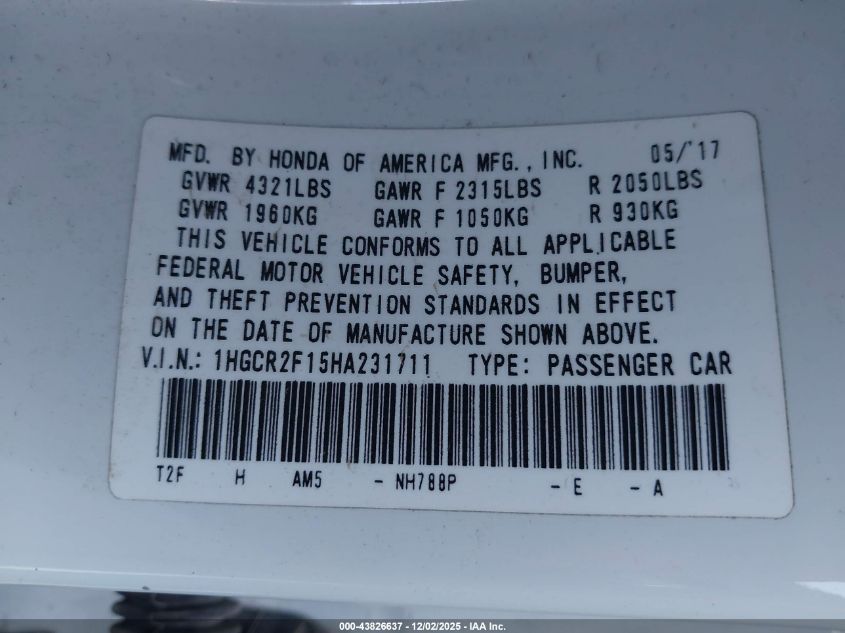 MFD. BY HONDA OF AMERICA MFG., INC. 05/'17
GVWR 4321LBS GAWR F 2315LBS R 2050LBS
GVWR 1960KG GAWR F 1050KG R 930KG
THIS VEHICLE CONFORMS TO ALL APPLICABLE
FEDERAL MOTOR VEHICLE SAFETY, BUMPER,
AND THEFT PREVENTION STANDARDS IN EFFECT
ON THE DATE OF MANUFACTURE SHOWN ABOVE.
V.I.N.: 1HGCR2F15HA231711 TYPE: PASSENGER CAR
T2F H AM5 - NH788P - E - A
000-43826637 - 12/02/2025 - IAA Inc.